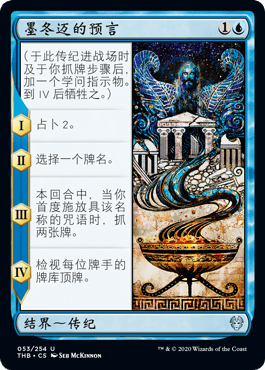 墨冬迈的预言 1
（于此传纪进战场时
及于你抓牌步骤后，
加一个学问指示物。
到 IV 后牺牲之。）
I 占卜 2。
II 选择一个牌名。
III 本回合中，当你
首度施放具该名
称的咒语时，抓
两张牌。
IV 检视每位牌手的
牌库顶牌。
结界～传纪
053/254 U
THB • CS Seb McKinnon
™ & © 2020 Wizards of the Coast